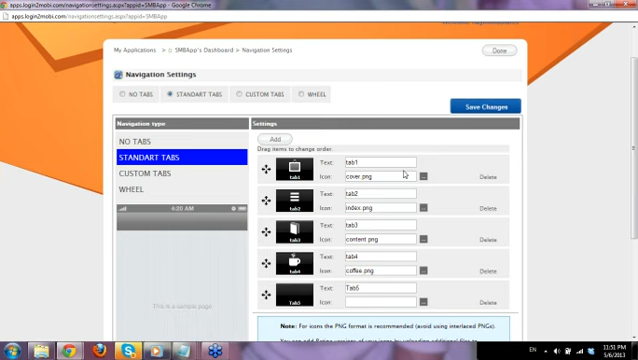 apps.login2mobi.com/navigationsettings.aspx?appid=SMBApp - Google Chrome
apps.login2mobi.com/navigationsettings.aspx?appid=SMBApp
My Applications > SMBApp's Dashboard > Navigation Settings
Done
Navigation Settings
NO TABS STANDART TABS CUSTOM TABS WHEEL
Save Changes
Navigation type
Settings
NO TABS
STANDART TABS
CUSTOM TABS
WHEEL
4:20 AM
This is a sample page
Add
Drag items to change order:
tab1 Text: tab1
Icon: cover.png ... Delete
tab2 Text: tab2
Icon: index.png ... Delete
tab3 Text: tab3
Icon: content.png ... Delete
tab4 Text: tab4
Icon: coffee.png ... Delete
Tab5 Text: Tab5
Icon: ... Delete
Note: For icons the PNG format is recommended (avoid using interlaced PNGs).
EN 11:51 PM
5/6/2013